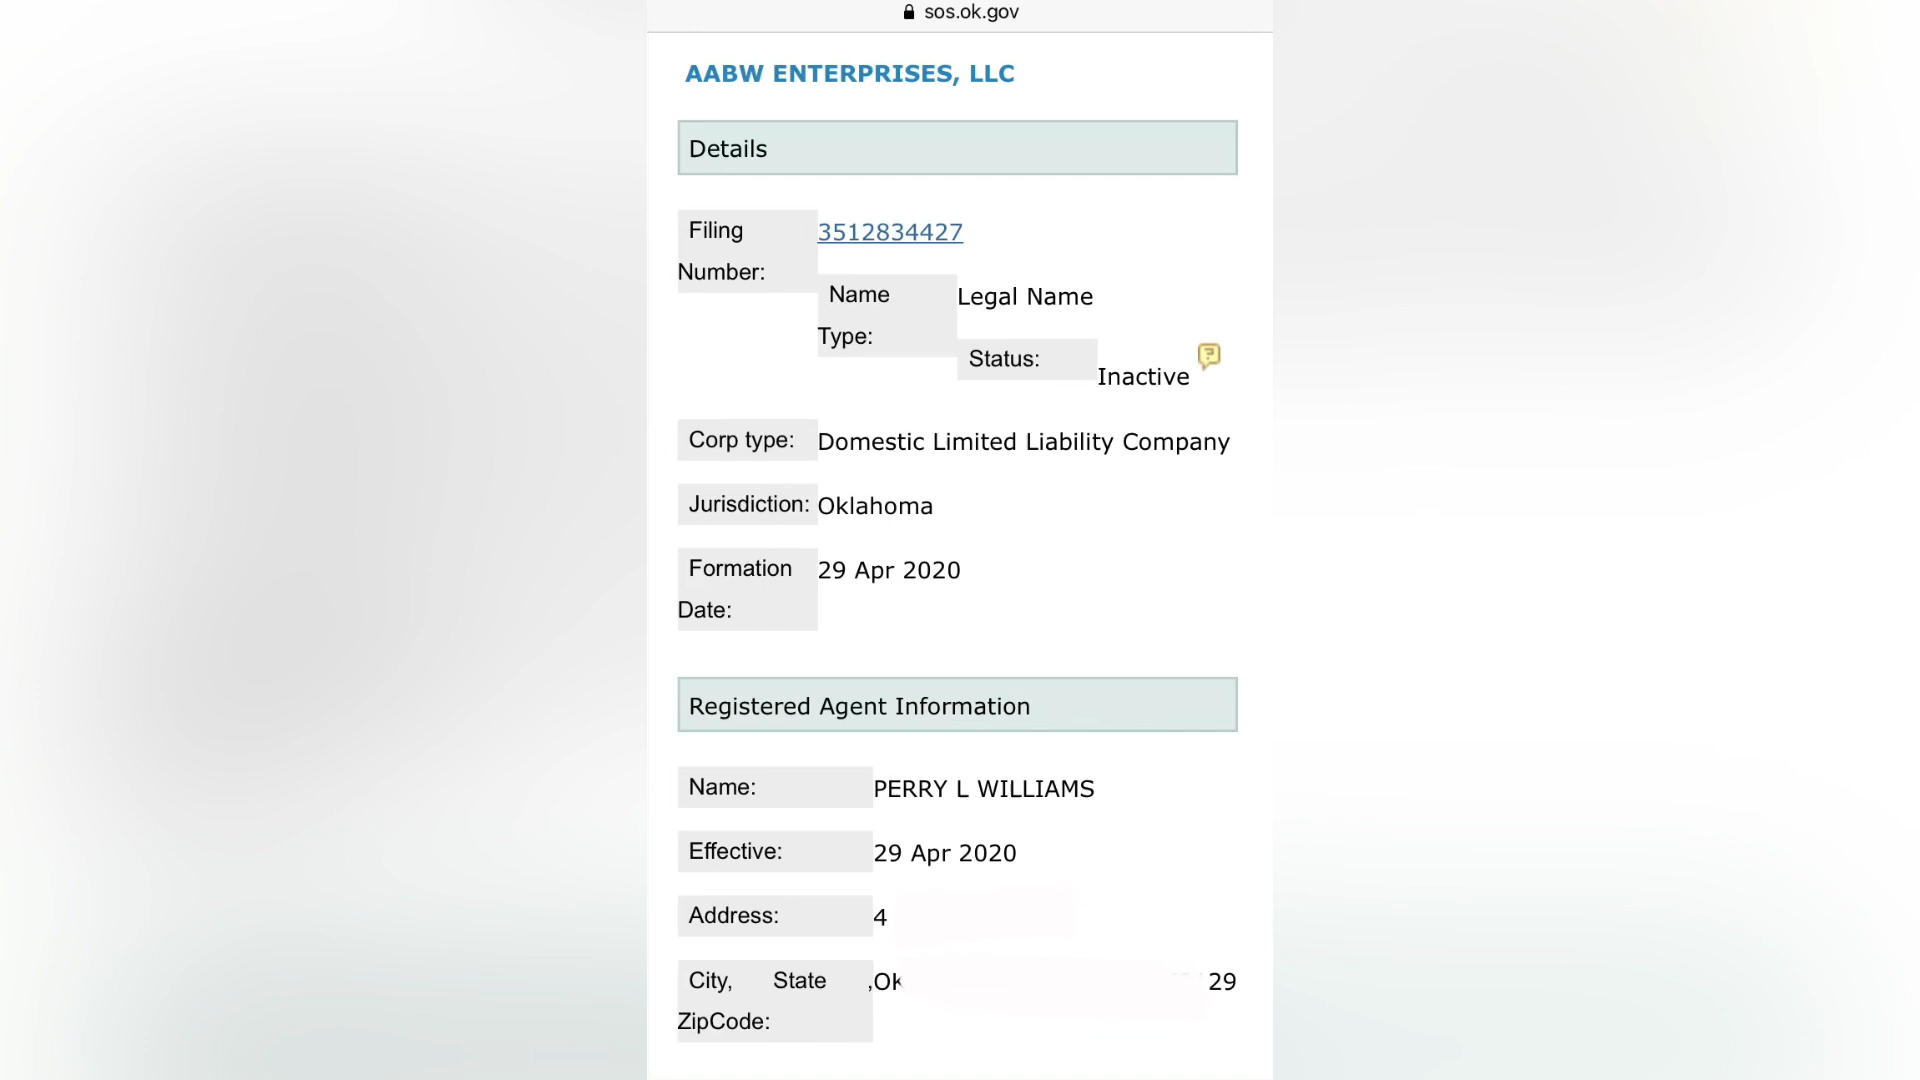 sos.ok.gov
AABW ENTERPRISES, LLC
Details
Filing Number: 3512834427
Name Type: Legal Name
Status: Inactive
Corp type: Domestic Limited Liability Company
Jurisdiction: Oklahoma
Formation Date: 29 Apr 2020
Registered Agent Information
Name: PERRY L WILLIAMS
Effective: 29 Apr 2020
Address: 4
City, State , ZipCode: Ok 29